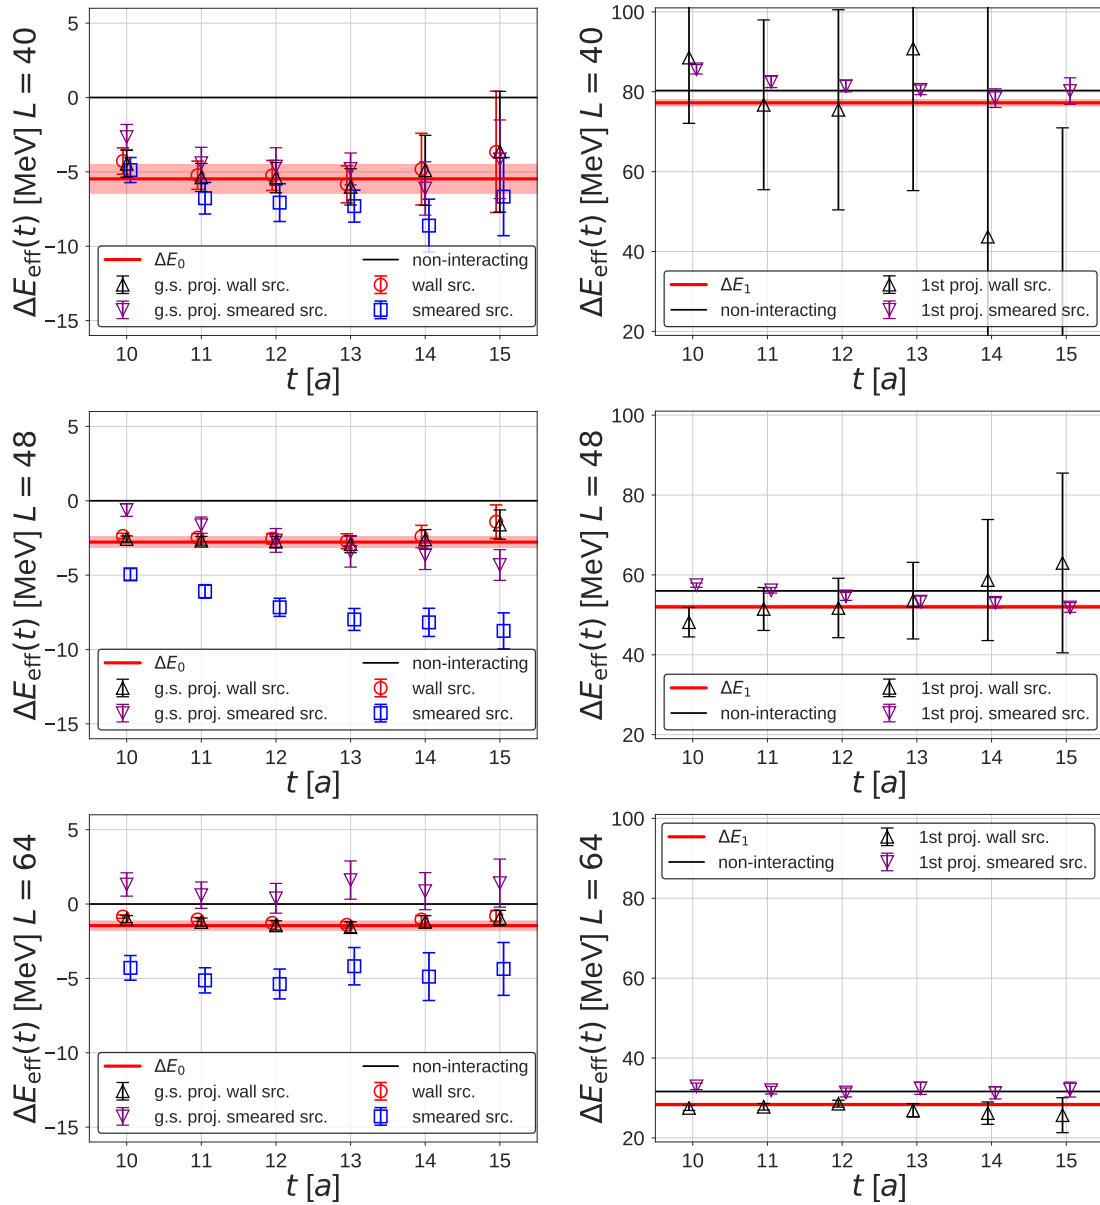 ΔE_eff(t) [MeV] L = 40
5
0
−5
−10
−15
ΔE₀
g.s. proj. wall src.
g.s. proj. smeared src.
non-interacting
wall src.
smeared src.
10 11 12 13 14 15
t [a]
ΔE_eff(t) [MeV] L = 40
100
80
60
40
20
ΔE₁
non-interacting
1st proj. wall src.
1st proj. smeared src.
10 11 12 13 14 15
t [a]
ΔE_eff(t) [MeV] L = 48
5
0
−5
−10
−15
ΔE₀
g.s. proj. wall src.
g.s. proj. smeared src.
non-interacting
wall src.
smeared src.
10 11 12 13 14 15
t [a]
ΔE_eff(t) [MeV] L = 48
100
80
60
40
20
ΔE₁
non-interacting
1st proj. wall src.
1st proj. smeared src.
10 11 12 13 14 15
t [a]
ΔE_eff(t) [MeV] L = 64
5
0
−5
−10
−15
ΔE₀
g.s. proj. wall src.
g.s. proj. smeared src.
non-interacting
wall src.
smeared src.
10 11 12 13 14 15
t [a]
ΔE_eff(t) [MeV] L = 64
100
80
60
40
20
ΔE₁
non-interacting
1st proj. wall src.
1st proj. smeared src.
10 11 12 13 14 15
t [a]